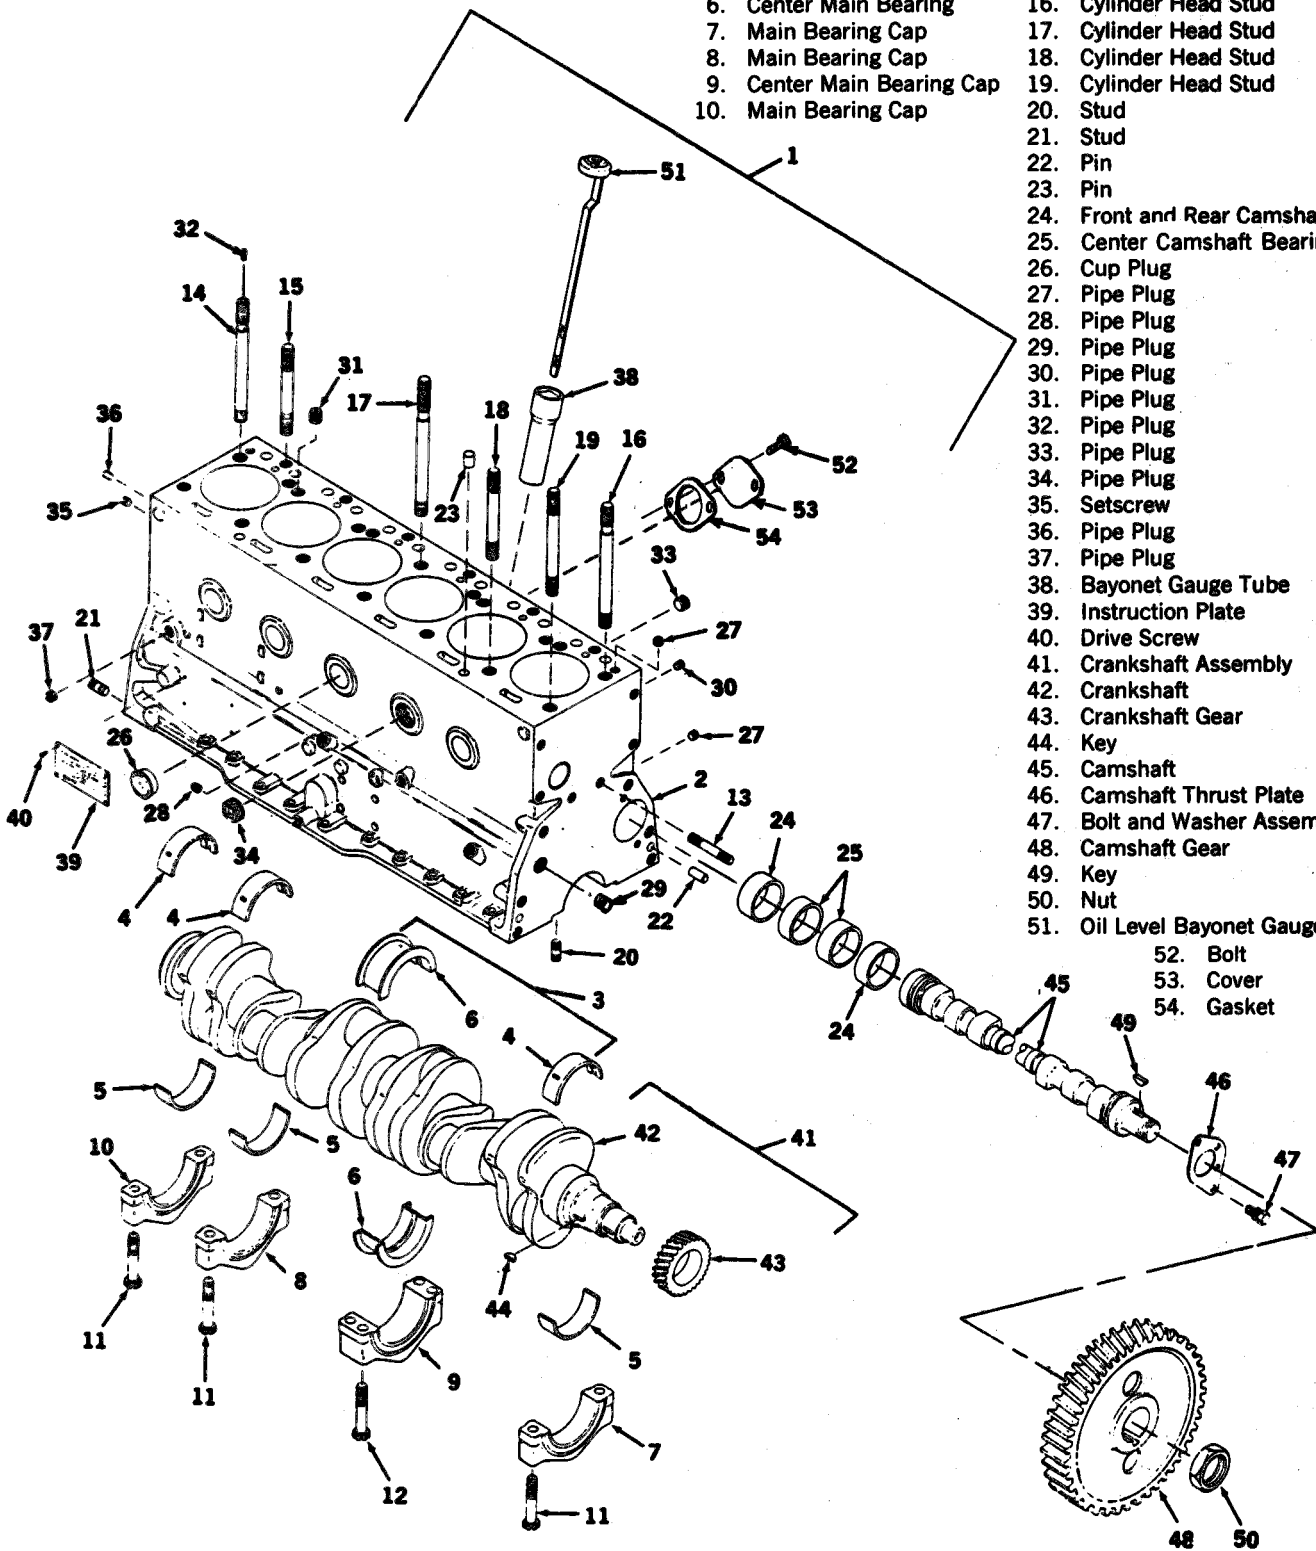 6. Center Main Bearing
7. Main Bearing Cap
8. Main Bearing Cap
9. Center Main Bearing Cap
10. Main Bearing Cap
16. Cylinder Head Stud
17. Cylinder Head Stud
18. Cylinder Head Stud
19. Cylinder Head Stud
20. Stud
21. Stud
22. Pin
23. Pin
24. Front and Rear Camsha
25. Center Camshaft Beari
26. Cup Plug
27. Pipe Plug
28. Pipe Plug
29. Pipe Plug
30. Pipe Plug
31. Pipe Plug
32. Pipe Plug
33. Pipe Plug
34. Pipe Plug
35. Setscrew
36. Pipe Plug
37. Pipe Plug
38. Bayonet Gauge Tube
39. Instruction Plate
40. Drive Screw
41. Crankshaft Assembly
42. Crankshaft
43. Crankshaft Gear
44. Key
45. Camshaft
46. Camshaft Thrust Plate
47. Bolt and Washer Assem
48. Camshaft Gear
49. Key
50. Nut
51. Oil Level Bayonet Gauge
52. Bolt
53. Cover
54. Gasket
1
51
32
14
15
31
38
36
17
18
19
16
52
35
23
53
54
33
37
21
27
30
26
27
40
28
2
39
34
13
24
25
4
4
29
22
20
3
6
45
24
49
4
46
5
5
42
41
10
6
47
8
43
44
11
5
11
9
7
12
11
48
50